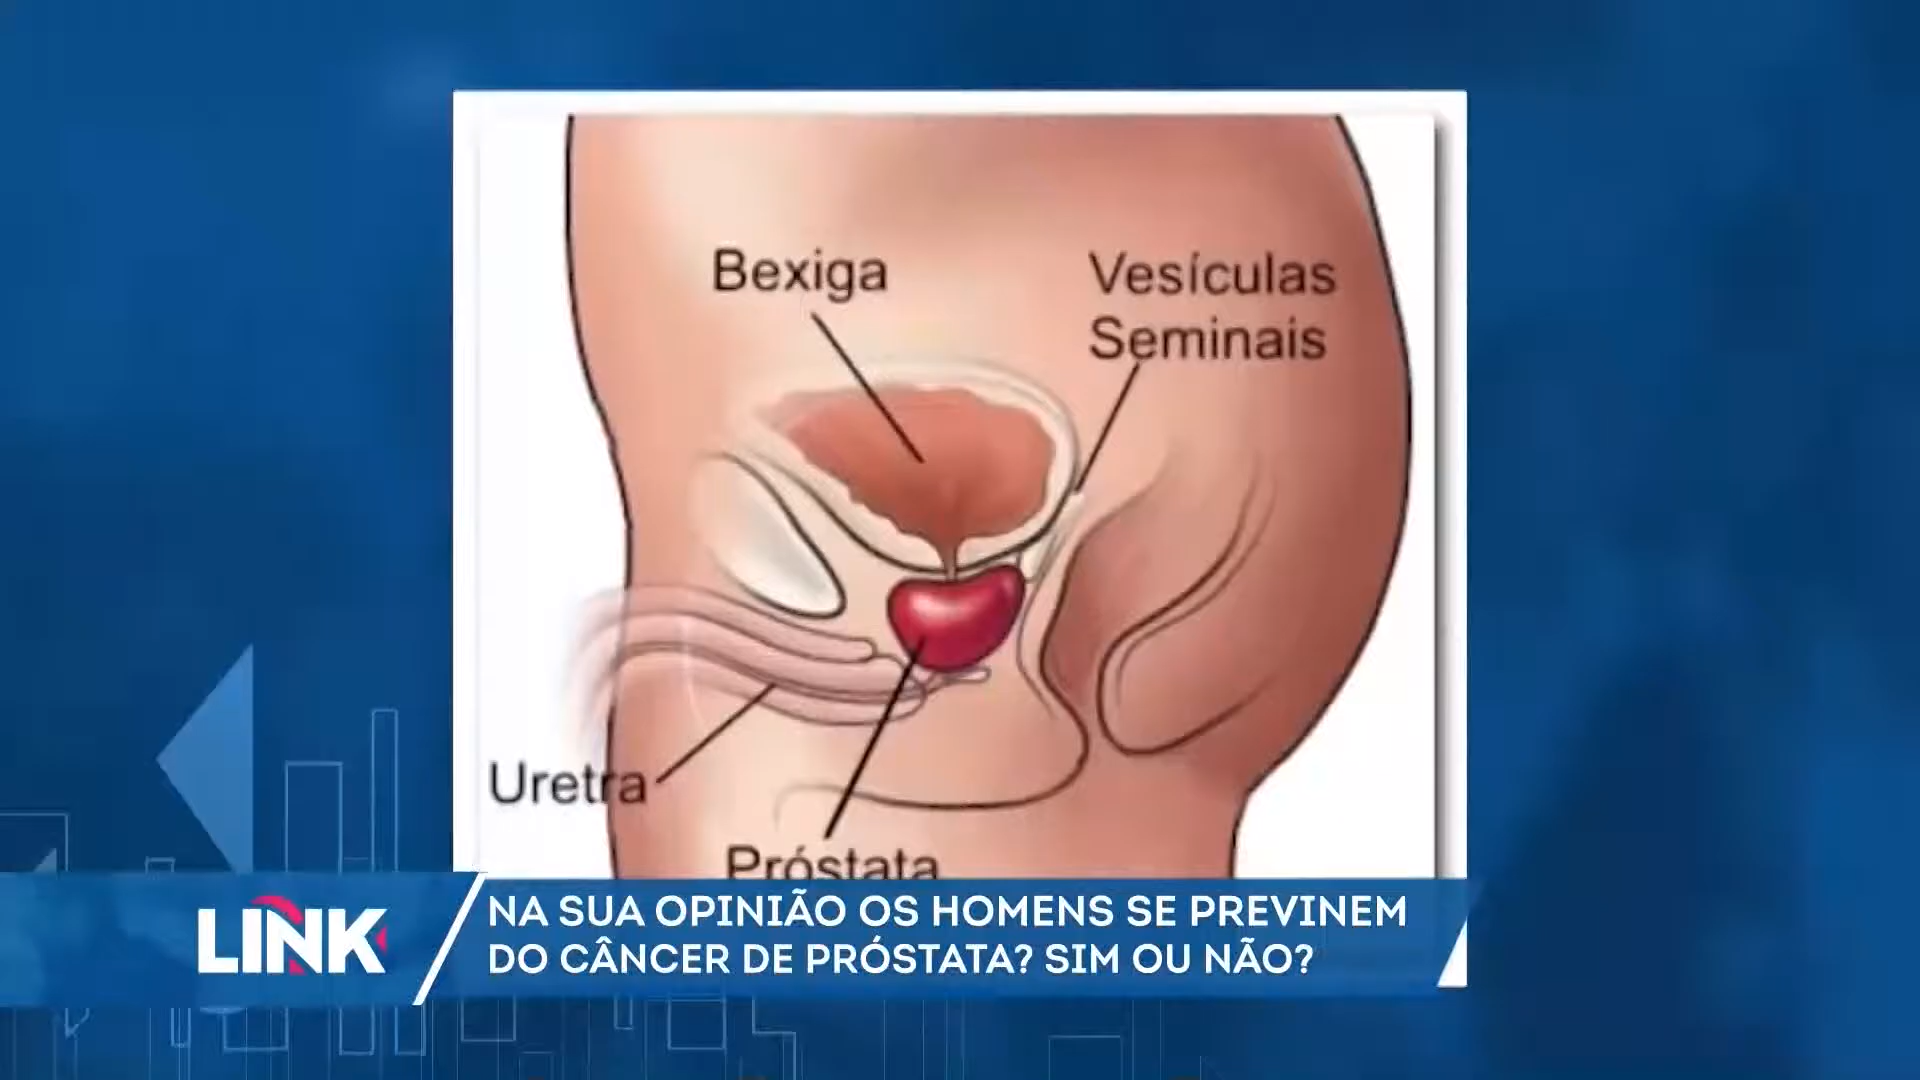 Bexiga
Vesículas
Seminais
Uretra
Próstata
LINK
NA SUA OPINIÃO OS HOMENS SE PREVINEM
DO CÂNCER DE PRÓSTATA? SIM OU NÃO?